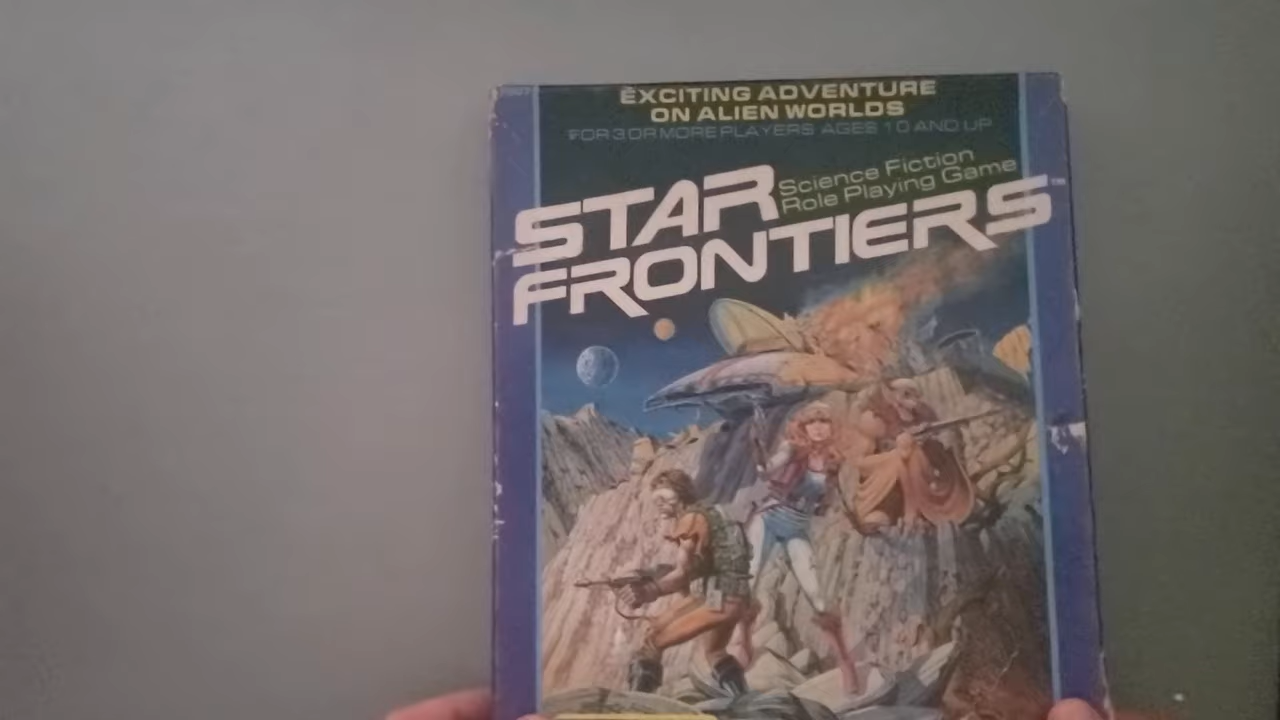 EXCITING ADVENTURE
ON ALIEN WORLDS
FOR 3 OR MORE PLAYERS AGES 10 AND UP
STAR
Science Fiction
Role Playing Game
FRONTIERS™